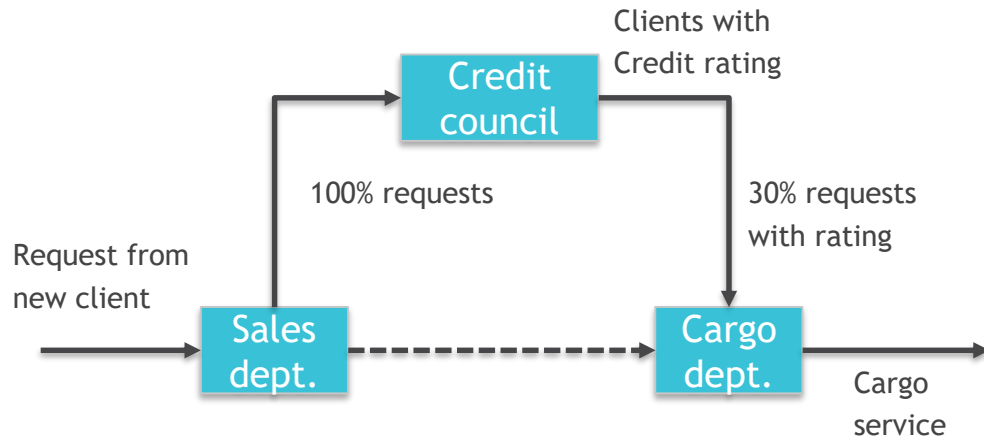 Clients with
Credit rating
Credit
council
100% requests
30% requests
with rating
Request from
new client
Sales
dept.
Cargo
dept.
Cargo
service